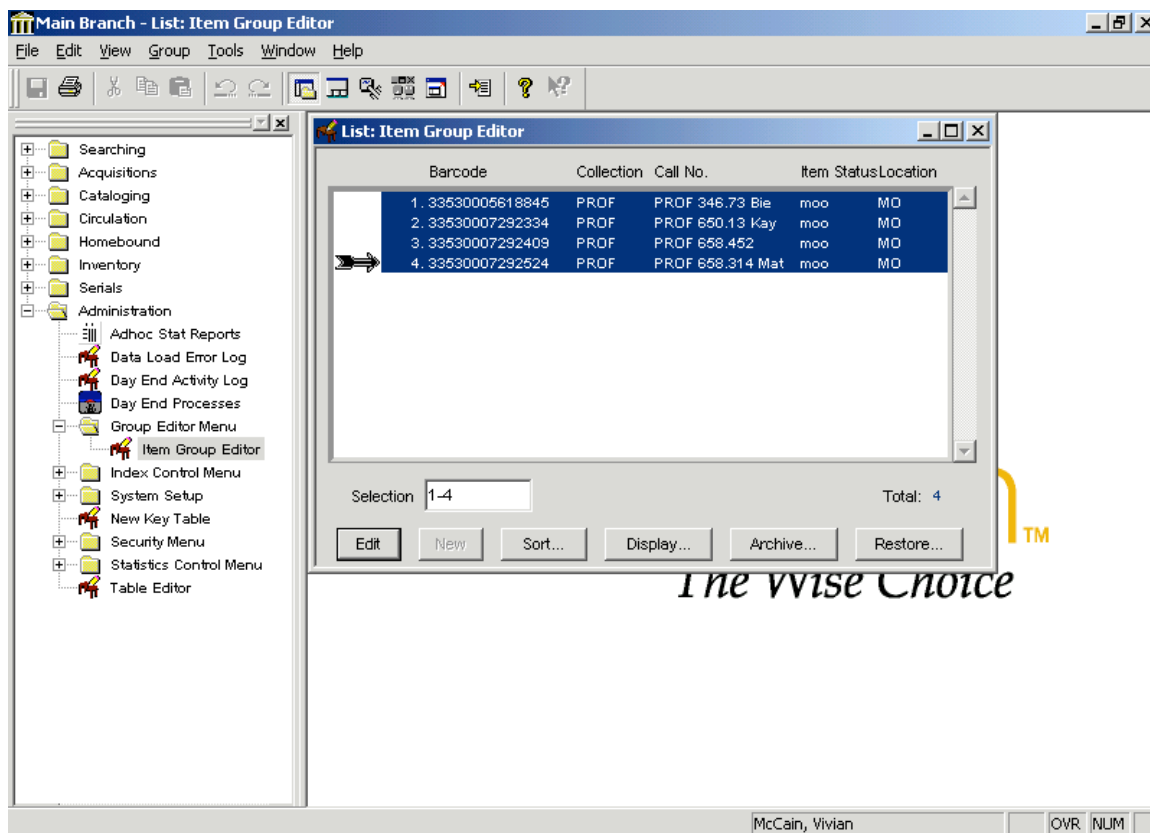 Main Branch - List: Item Group Editor
File Edit View Group Tools Window Help
List: Item Group Editor
Searching
Acquisitions
Cataloging
Circulation
Homebound
Inventory
Serials
Administration
Adhoc Stat Reports
Data Load Error Log
Day End Activity Log
Day End Processes
Group Editor Menu
Item Group Editor
Index Control Menu
System Setup
New Key Table
Security Menu
Statistics Control Menu
Table Editor
Barcode Collection Call No. Item Status Location
1. 33530005618845 PROF PROF 346.73 Bie moo MO
2. 33530007292334 PROF PROF 650.13 Kay moo MO
3. 33530007292409 PROF PROF 658.452 moo MO
4. 33530007292524 PROF PROF 658.314 Mat moo MO
Selection 1-4 Total: 4
Edit New Sort... Display... Archive... Restore...
TM
The Wise Choice
McCain, Vivian OVR NUM